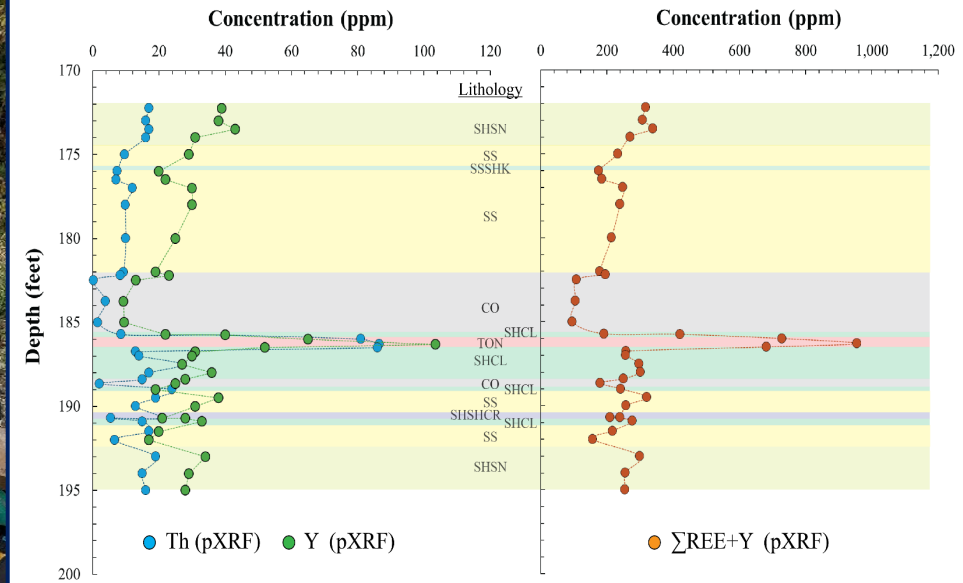 Concentration (ppm)
Concentration (ppm)
0 20 40 60 80 100 120
0 200 400 600 800 1,000 1,200
Depth (feet)
170
175
180
185
190
195
200
Lithology
SHSN
SS
SSSHK
SS
CO
SHCL
TON
SHCL
CO
SHCL
SS
SHSHCR
SHCL
SS
SHSN
Th (pXRF) Y (pXRF)
∑REE+Y (pXRF)